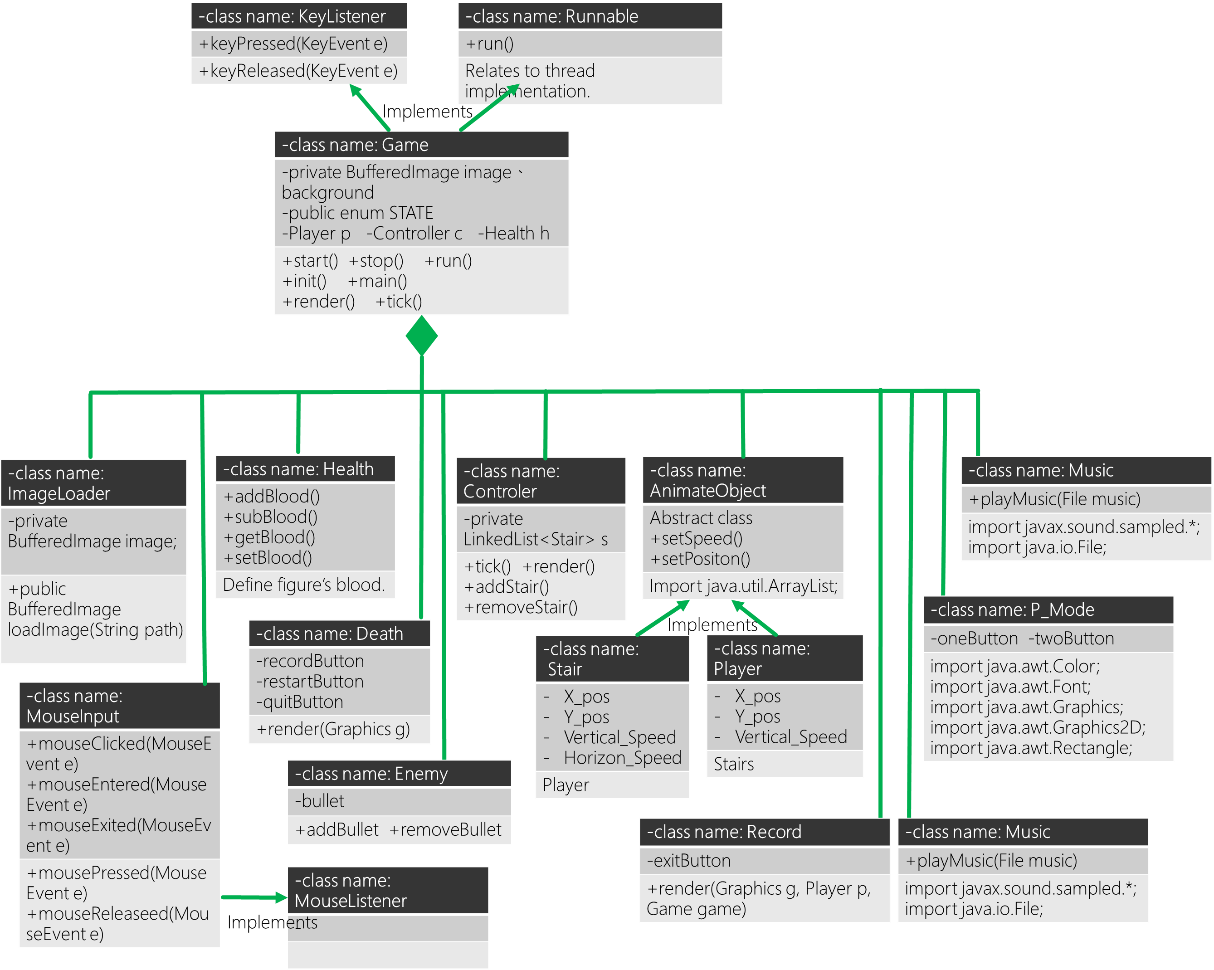 -class name: KeyListener
+keyPressed(KeyEvent e)
+keyReleased(KeyEvent e)
-class name: Runnable
+run()
Relates to thread
implementation.
Implements
-class name: Game
-private BufferedImage image、
background
-public enum STATE
-Player p -Controller c -Health h
+start() +stop() +run()
+init() +main()
+render() +tick()
-class name:
ImageLoader
-private
BufferedImage image;
+public
BufferedImage
loadImage(String path)
-class name: Health
+addBlood()
+subBlood()
+getBlood()
+setBlood()
Define figure's blood.
-class name:
Controler
-private
LinkedList<Stair> s
+tick() +render()
+addStair()
+removeStair()
-class name:
AnimateObject
Abstract class
+setSpeed()
+setPositon()
Import java.util.ArrayList;
-class name: Music
+playMusic(File music)
import javax.sound.sampled.*;
import java.io.File;
-class name: Death
-recordButton
-restartButton
-quitButton
+render(Graphics g)
Implements
-class name:
Stair
- X_pos
- Y_pos
- Vertical_Speed
- Horizon_Speed
Player
-class name:
Player
- X_pos
- Y_pos
- Vertical_Speed
Stairs
-class name: P_Mode
-oneButton -twoButton
import java.awt.Color;
import java.awt.Font;
import java.awt.Graphics;
import java.awt.Graphics2D;
import java.awt.Rectangle;
-class name:
MouseInput
+mouseClicked(MouseE
vent e)
+mouseEntered(Mouse
Event e)
+mouseExited(MouseEv
ent e)
+mousePressed(Mouse
Event e)
+mouseReleaseed(Mou
seEvent e)
-class name: Enemy
-bullet
+addBullet +removeBullet
Implements
-class name:
MouseListener
-class name: Record
-exitButton
+render(Graphics g, Player p,
Game game)
-class name: Music
+playMusic(File music)
import javax.sound.sampled.*;
import java.io.File;